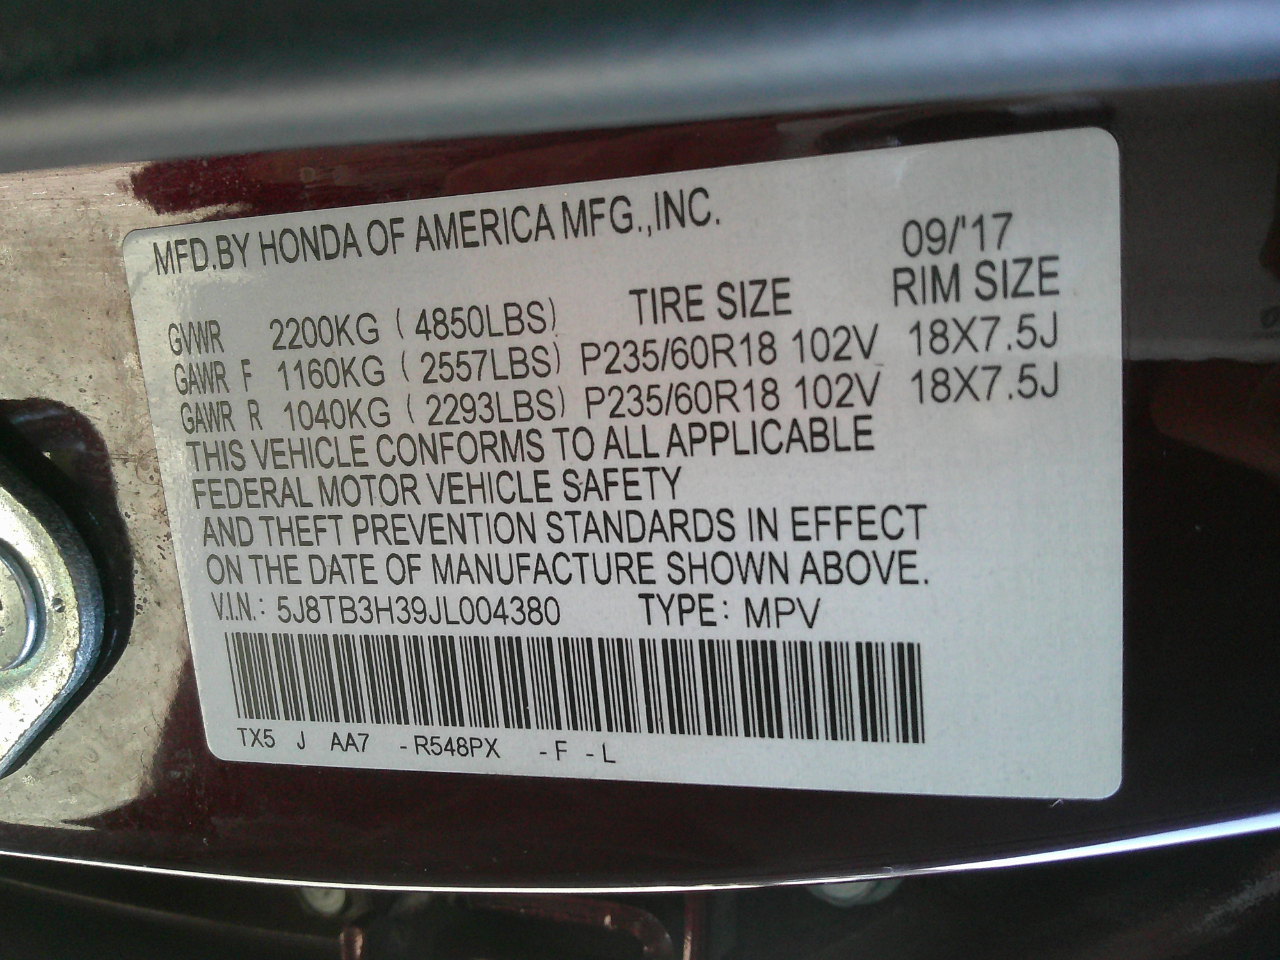 MFD.BY HONDA OF AMERICA MFG.,INC.
09/'17
TIRE SIZE RIM SIZE
GVWR 2200KG ( 4850LBS)
GAWR F 1160KG ( 2557LBS) P235/60R18 102V 18X7.5J
GAWR R 1040KG ( 2293LBS) P235/60R18 102V 18X7.5J
THIS VEHICLE CONFORMS TO ALL APPLICABLE
FEDERAL MOTOR VEHICLE SAFETY
AND THEFT PREVENTION STANDARDS IN EFFECT
ON THE DATE OF MANUFACTURE SHOWN ABOVE.
V.I.N.: 5J8TB3H39JL004380 TYPE: MPV
TX5 J AA7 -R548PX -F -L